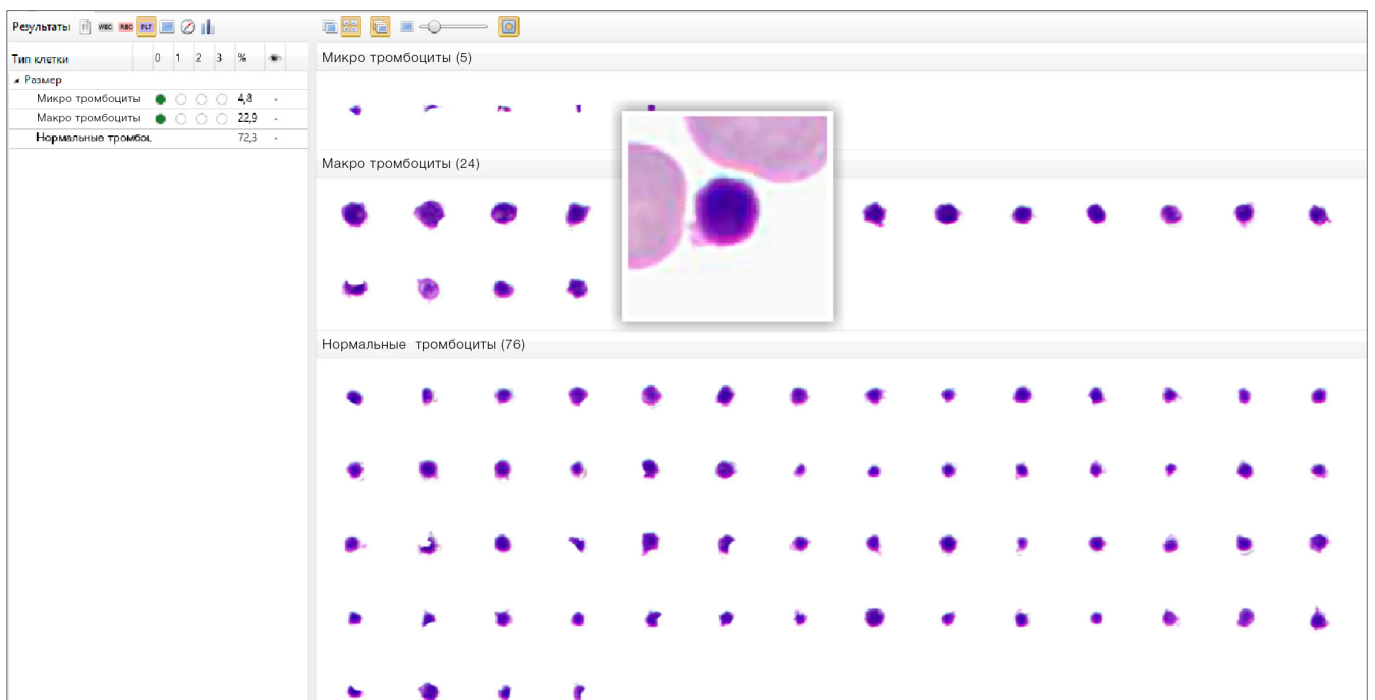 Результаты WBC RBC PLT
Тип клетки 0 1 2 3 %
Размер
Микро тромбоциты 4,8 -
Макро тромбоциты 22,9 -
Нормальные тромбоц 72,3 -
Микро тромбоциты (5)
Макро тромбоциты (24)
Нормальные тромбоциты (76)